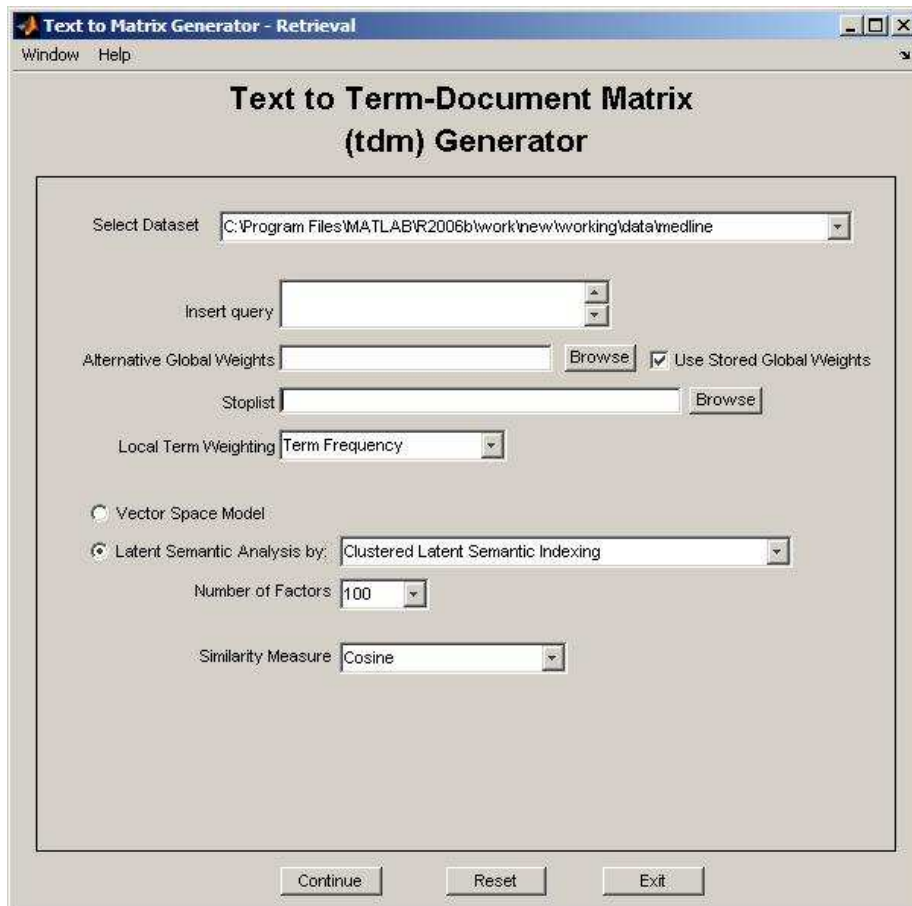 Text to Matrix Generator - Retrieval
Window Help
Text to Term-Document Matrix
(tdm) Generator
Select Dataset C:\Program Files\MATLAB\R2006b\work\new\working\data\medline
Insert query
Alternative Global Weights Browse Use Stored Global Weights
Stoplist Browse
Local Term Weighting Term Frequency
Vector Space Model
Latent Semantic Analysis by: Clustered Latent Semantic Indexing
Number of Factors 100
Similarity Measure Cosine
Continue Reset Exit